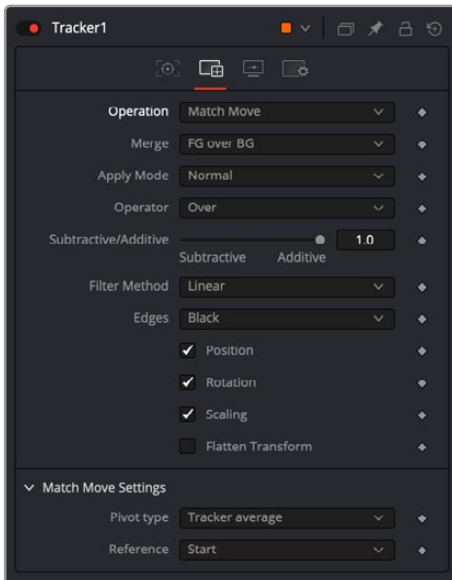 Tracker1
Operation Match Move
Merge FG over BG
Apply Mode Normal
Operator Over
Subtractive/Additive 1.0
Subtractive Additive
Filter Method Linear
Edges Black
Position
Rotation
Scaling
Flatten Transform
Match Move Settings
Pivot type Tracker average
Reference Start